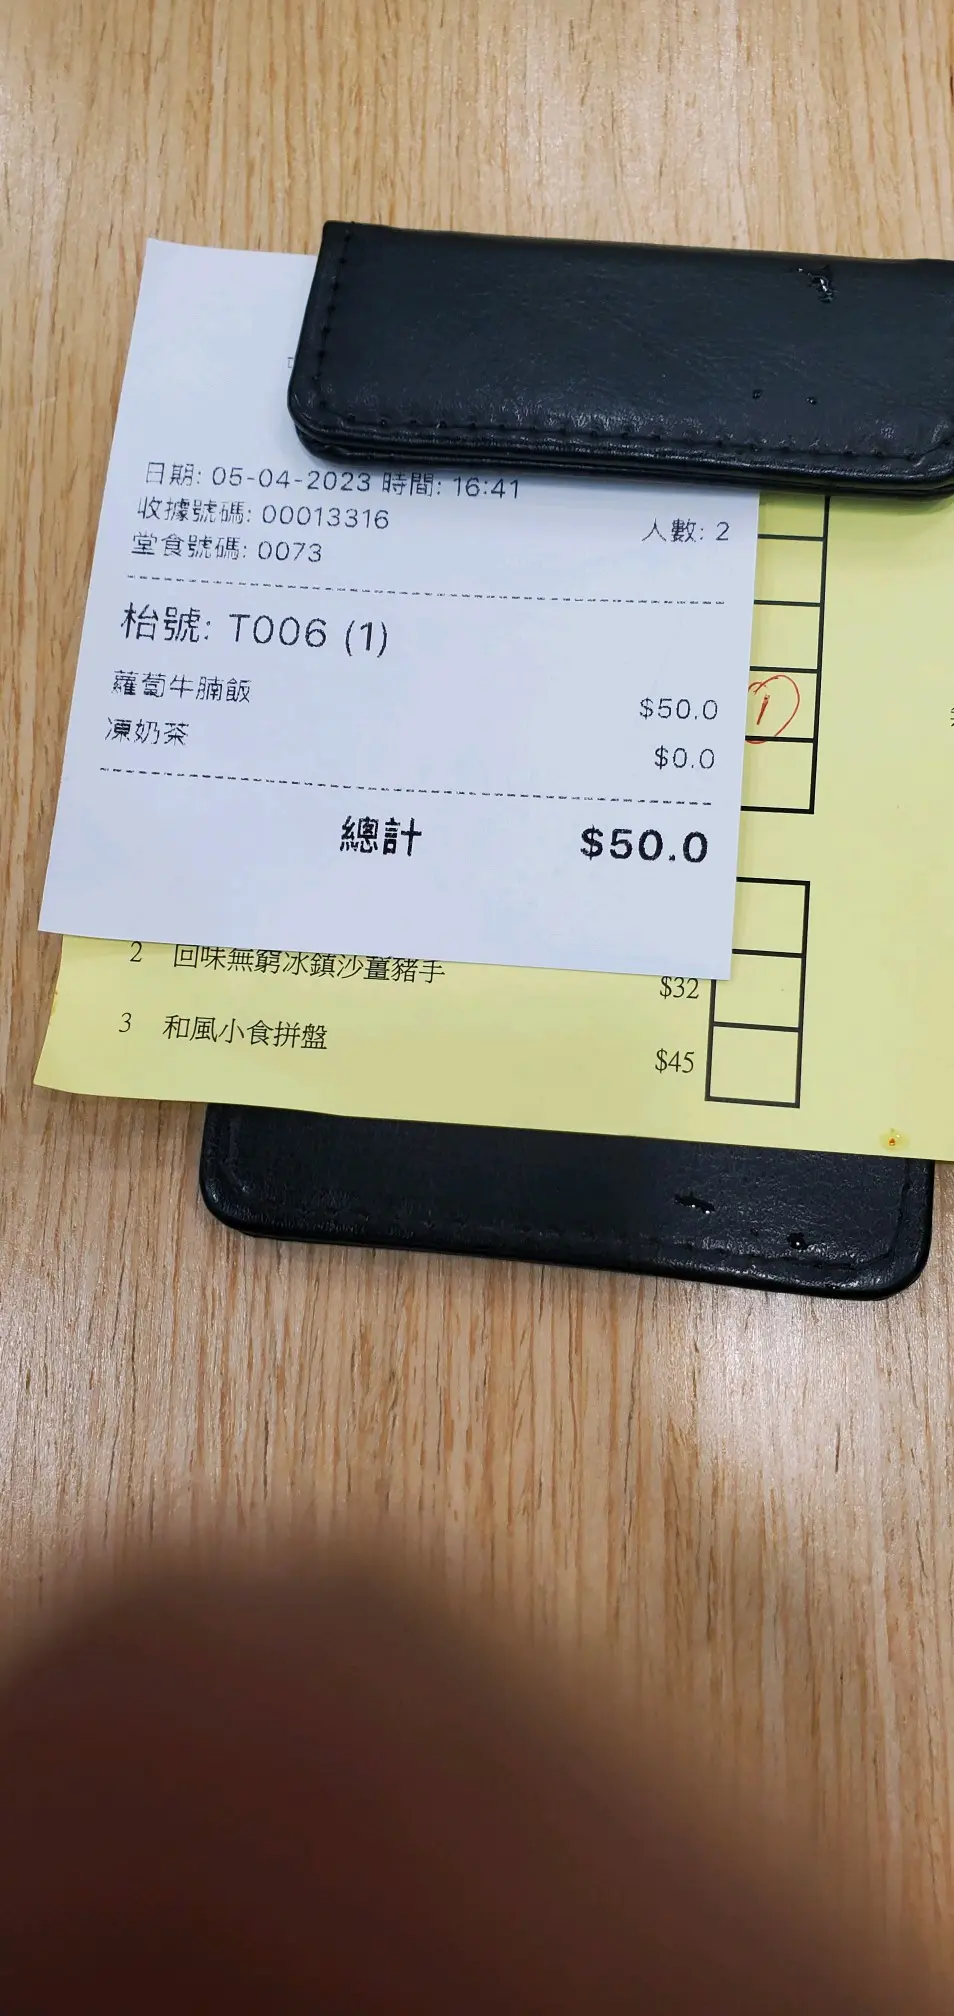 日期: 05-04-2023 時間: 16:41
收據號碼: 00013316 人數: 2
堂食號碼: 0073
枱號: T006 (1)
蘿蔔牛腩飯 $50.0
凍奶茶 $0.0
總計 $50.0
1
2 回味無窮冰鎮沙薑豬手 $32
3 和風小食拼盤 $45